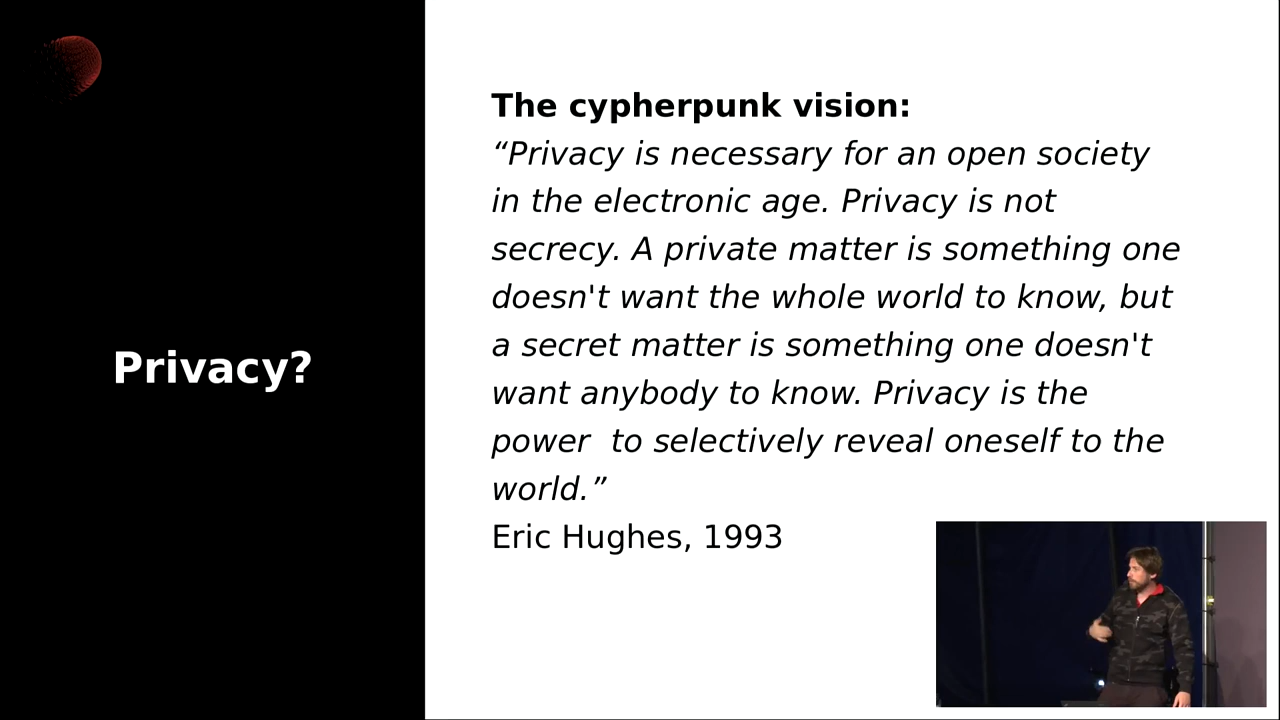 Privacy?
The cypherpunk vision:
“Privacy is necessary for an open society
in the electronic age. Privacy is not
secrecy. A private matter is something one
doesn't want the whole world to know, but
a secret matter is something one doesn't
want anybody to know. Privacy is the
power  to selectively reveal oneself to the
world.”
Eric Hughes, 1993